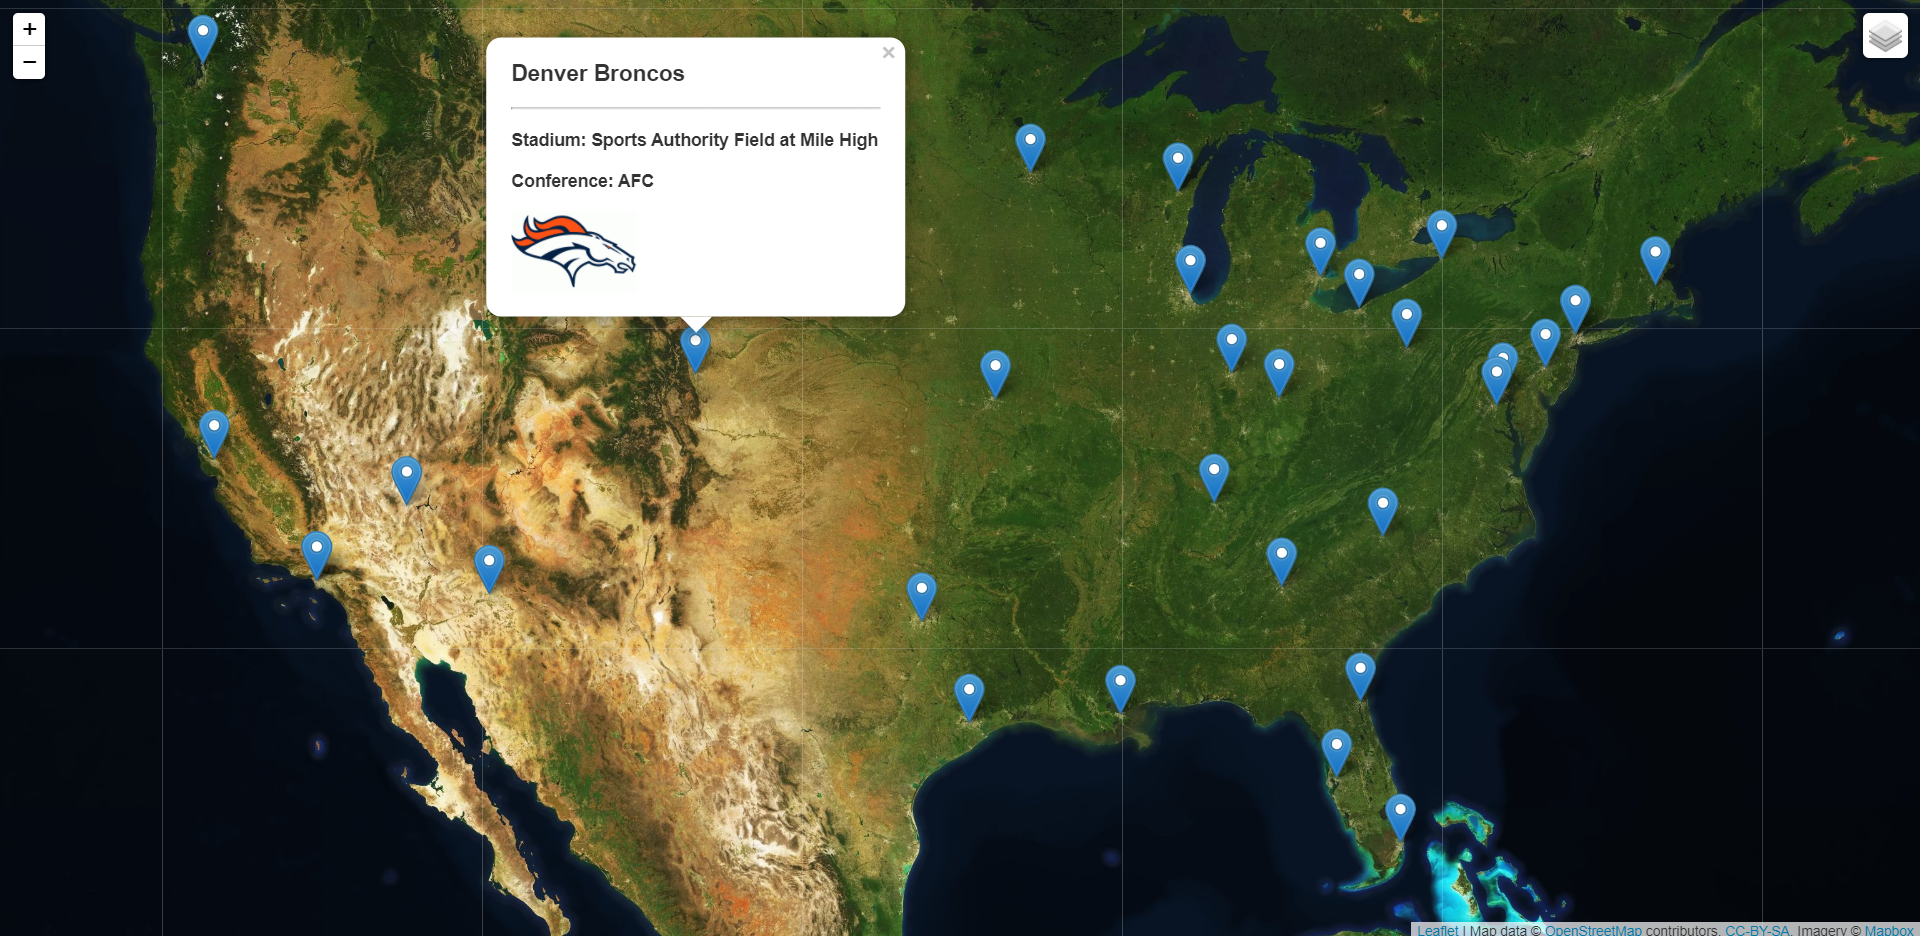 +
−
×
Denver Broncos
Stadium: Sports Authority Field at Mile High
Conference: AFC
Leaflet | Map data © OpenStreetMap contributors, CC-BY-SA, Imagery © Mapbox